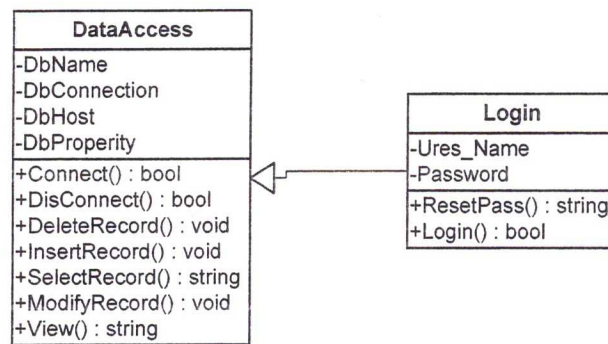 DataAccess
-DbName
-DbConnection
-DbHost
-DbProperity
+Connect() : bool
+DisConnect() : bool
+DeleteRecord() : void
+InsertRecord() : void
+SelectRecord() : string
+ModifyRecord() : void
+View() : string
Login
-Ures_Name
-Password
+ResetPass() : string
+Login() : bool